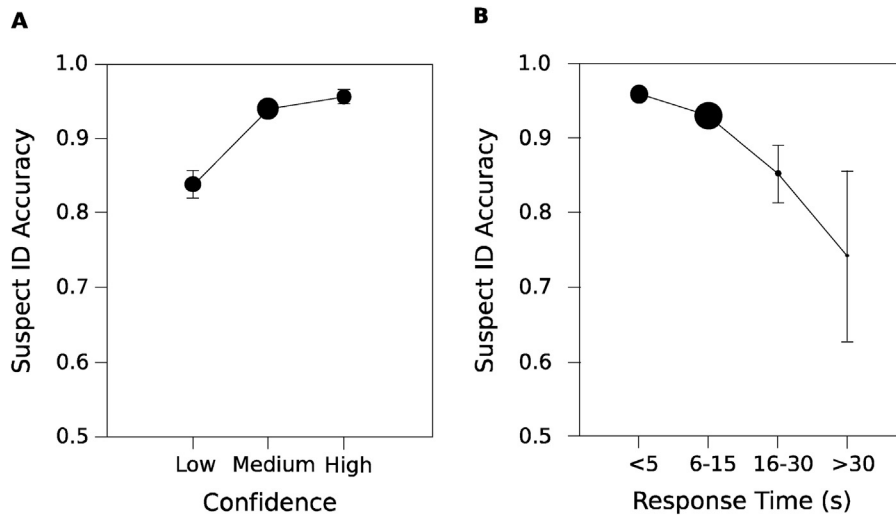 A
Suspect ID Accuracy
1.0
0.9
0.8
0.7
0.6
0.5
Low Medium High
Confidence
B
Suspect ID Accuracy
1.0
0.9
0.8
0.7
0.6
0.5
<5 6-15 16-30 >30
Response Time (s)